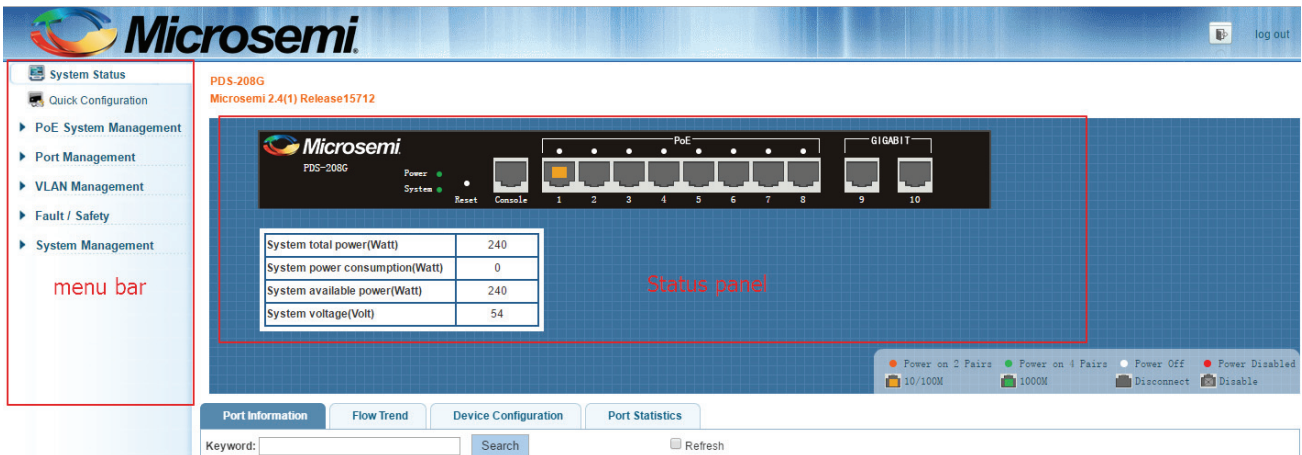 Microsemi.
log out
System Status
Quick Configuration
PoE System Management
Port Management
VLAN Management
Fault / Safety
System Management
menu bar
PDS-208G
Microsemi 2.4(1) Release15712
Microsemi.
PDS-208G
Power
System
Reset
Console
PoE
GIGABIT
1 2 3 4 5 6 7 8 9 10
System total power(Watt) 240
System power consumption(Watt) 0
System available power(Watt) 240
System voltage(Volt) 54
Status panel
Power on 2 Pairs Power on 4 Pairs Power Off Power Disabled
10/100M 1000M Disconnect Disable
Port Information Flow Trend Device Configuration Port Statistics
Keyword: Search Refresh